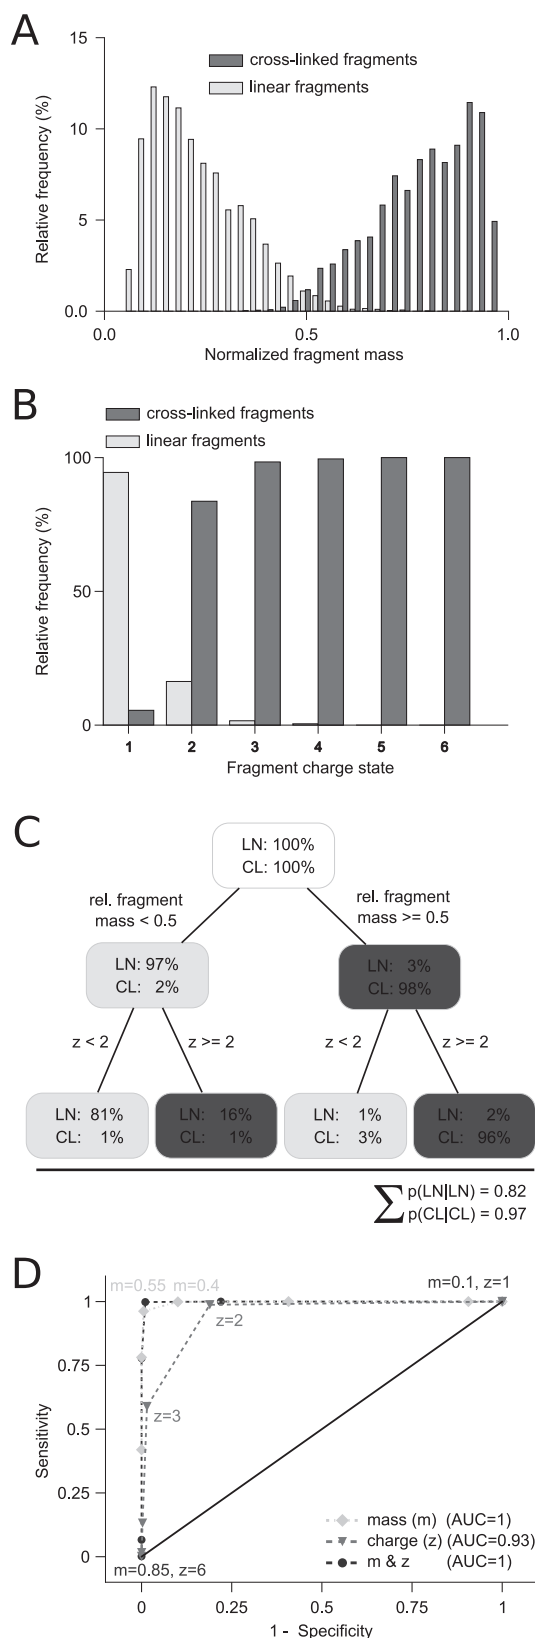 A
15
10
5
0.0
Relative frequency (%)
cross-linked fragments
linear fragments
0.0
0.5
1.0
Normalized fragment mass
B
cross-linked fragments
linear fragments
100
50
0
Relative frequency (%)
1
2
3
4
5
6
Fragment charge state
C
LN: 100%
CL: 100%
rel. fragment
mass < 0.5
rel. fragment
mass >= 0.5
LN: 97%
CL: 2%
LN: 3%
CL: 98%
z < 2
z >= 2
z < 2
z >= 2
LN: 81%
CL: 1%
LN: 16%
CL: 1%
LN: 1%
CL: 3%
LN: 2%
CL: 96%
∑ p(LN|LN) = 0.82
p(CL|CL) = 0.97
D
m=0.55
m=0.4
m=0.1, z=1
z=2
z=3
m=0.85, z=6
1
0.75
0.5
0.25
0
Sensitivity
mass (m) (AUC=1)
charge (z) (AUC=0.93)
m & z (AUC=1)
0
0.25
0.5
0.75
1
1 - Specificity